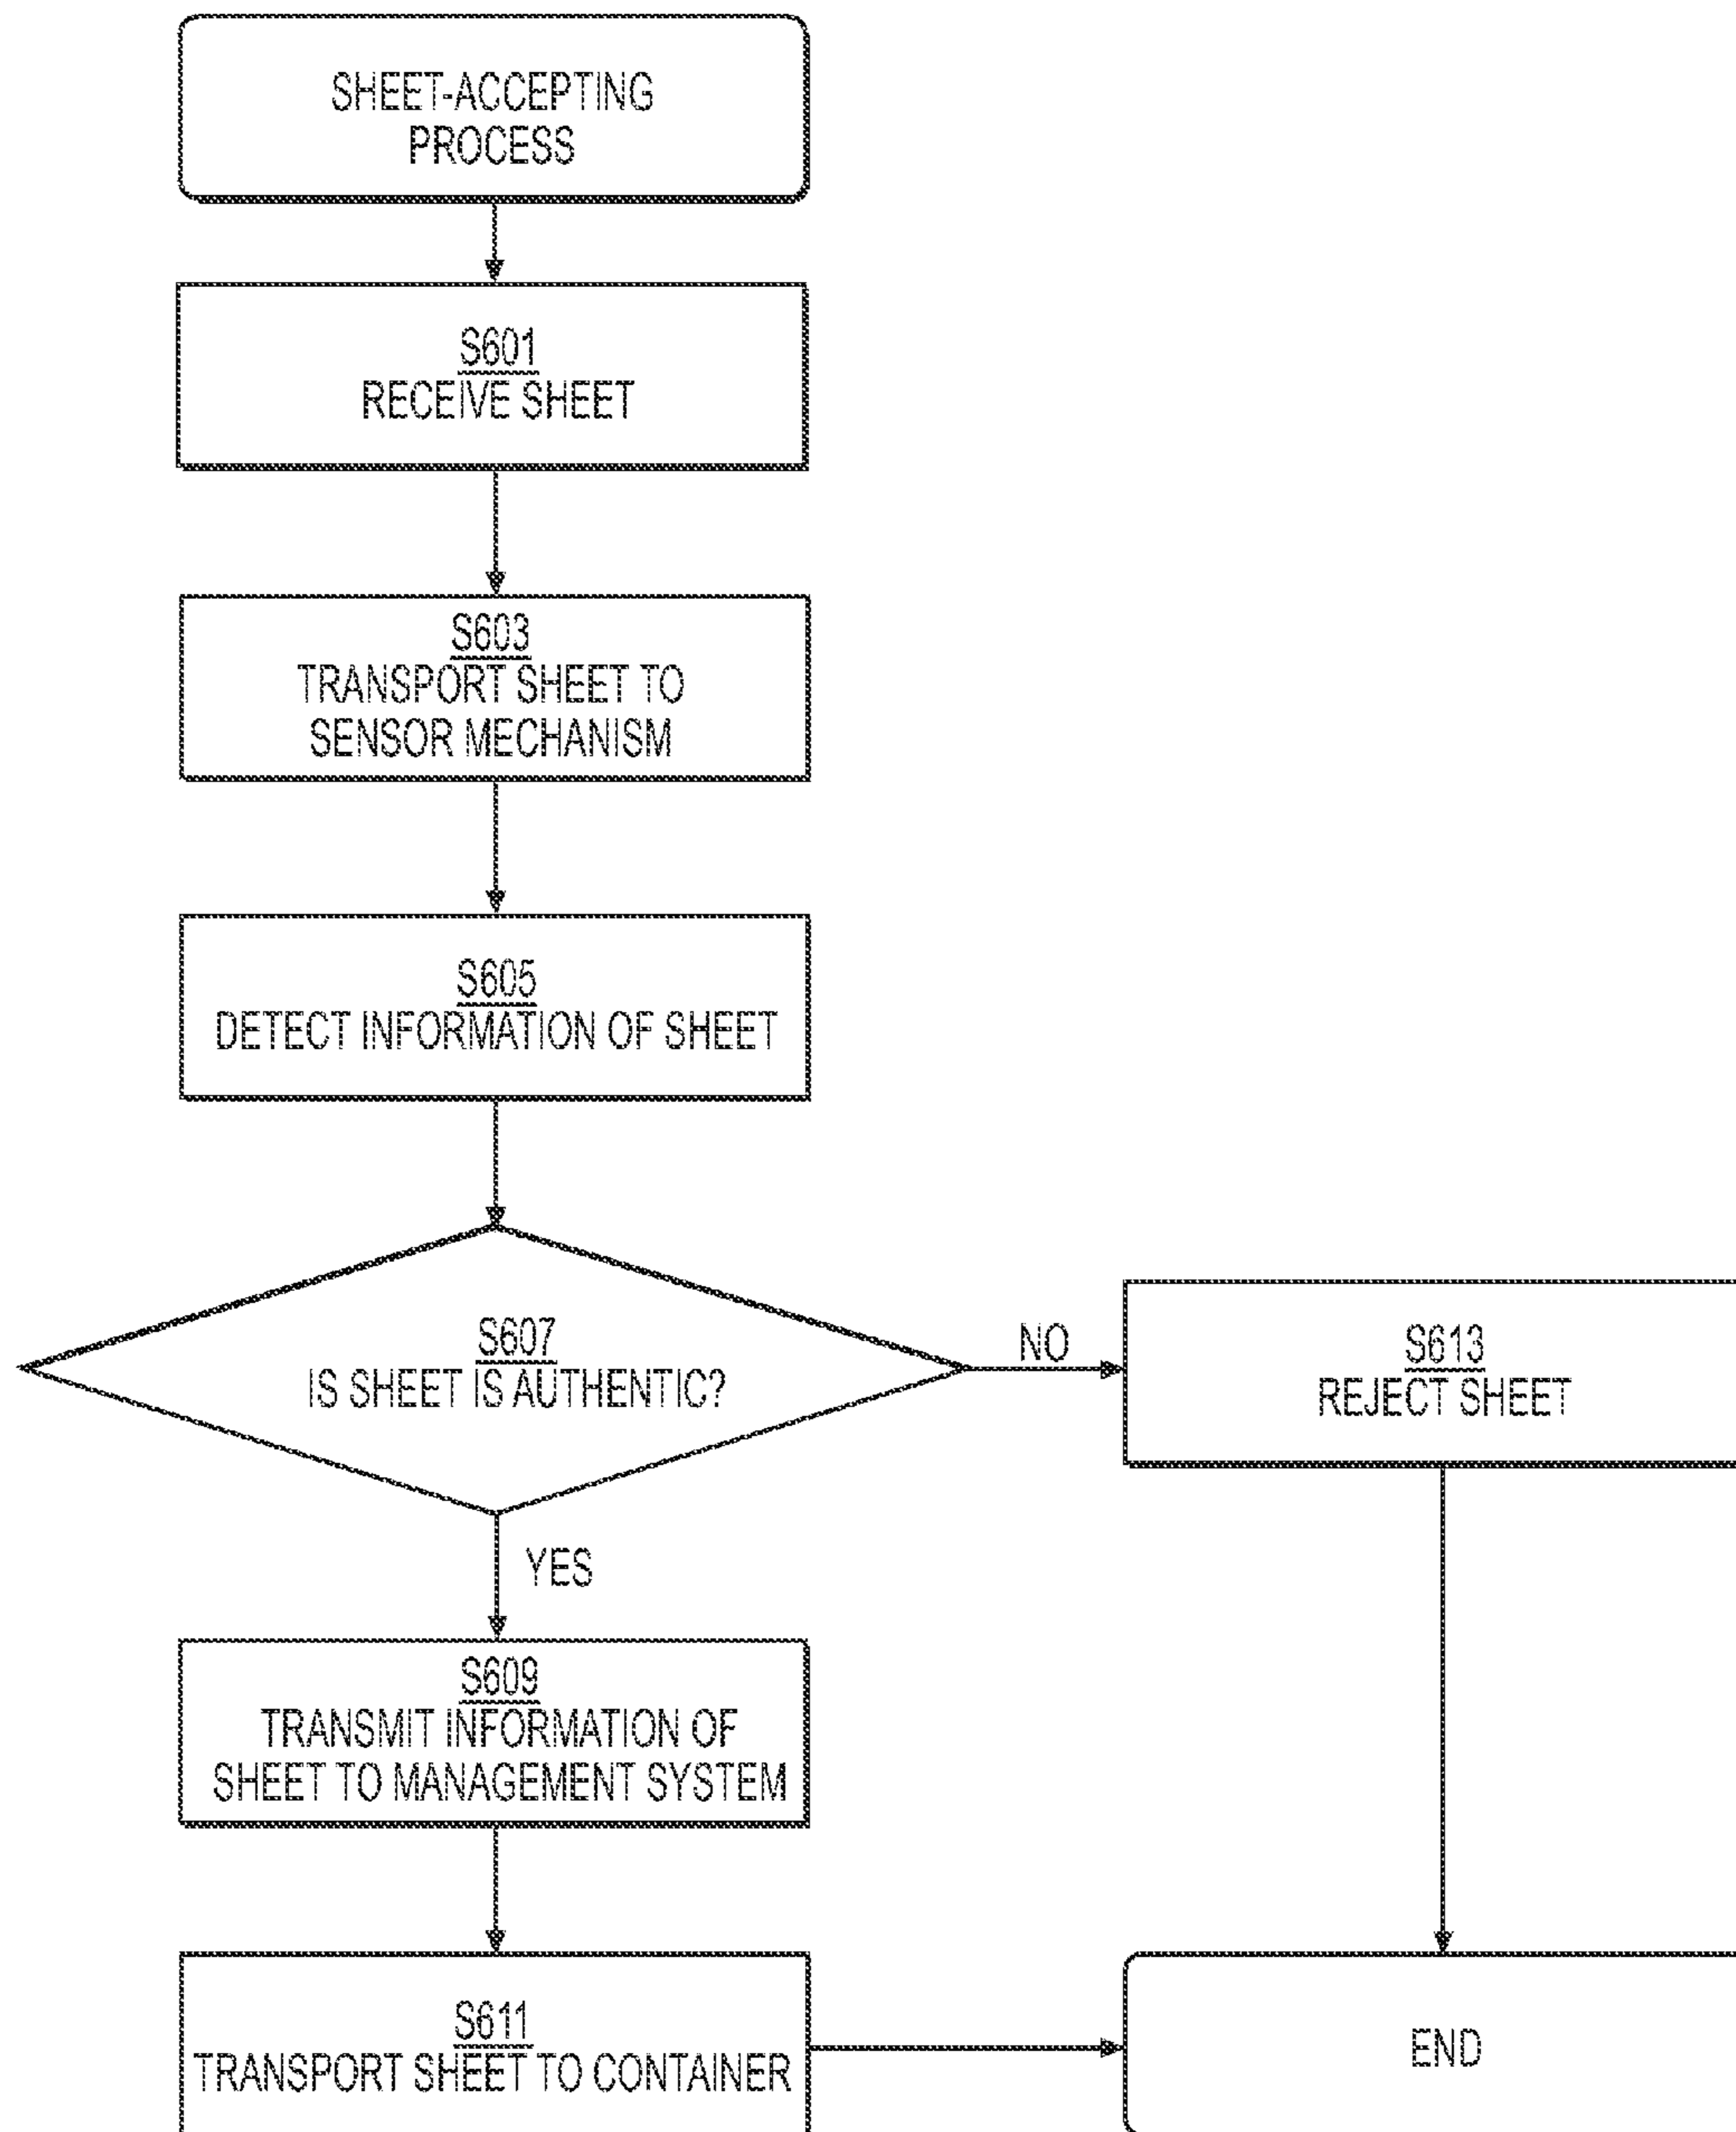 SHEET-ACCEPTING
PROCESS
S601
RECEIVE SHEET
S603
TRANSPORT SHEET TO
SENSOR MECHANISM
S605
DETECT INFORMATION OF SHEET
S607
IS SHEET IS AUTHENTIC?
NO
S613
REJECT SHEET
YES
S609
TRANSMIT INFORMATION OF
SHEET TO MANAGEMENT SYSTEM
S611
TRANSPORT SHEET TO CONTAINER
END